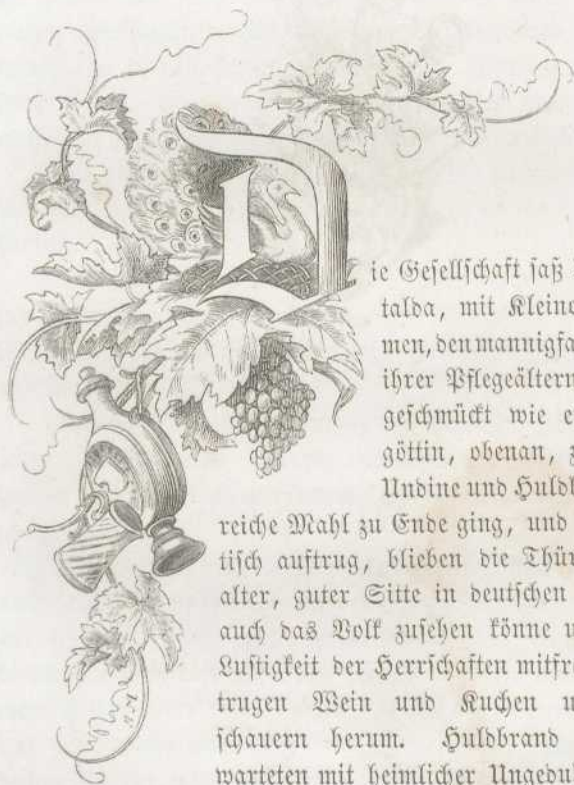 Die Gesellschaft saß
talda, mit Kleino
men, den mannigfa
ihrer Pflegeältern
geschmückt wie e
göttin, obenan, z
Undine und Huldb
reiche Mahl zu Ende ging, und
tisch auftrug, blieben die Thür
alter, guter Sitte in deutschen
auch das Volk zusehen könne u
Lustigkeit der Herrschaften mitfr
trugen Wein und Kuchen u
schauern herum. Huldbrand
warteten mit heimlicher Ungedul